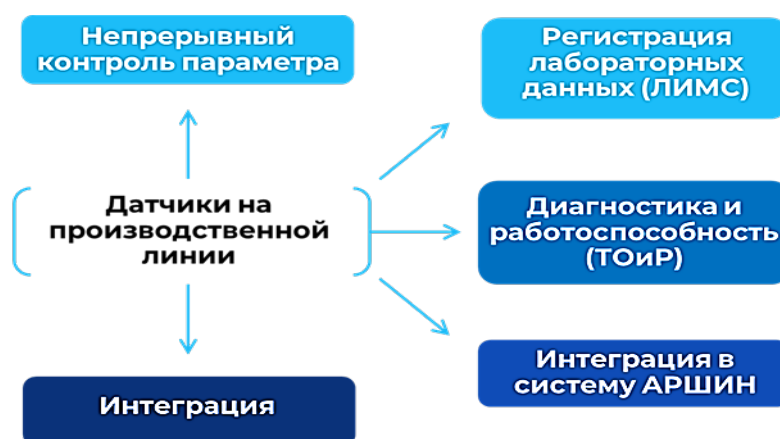 Непрерывный
контроль параметра
Регистрация
лабораторных
данных (ЛИМС)
Датчики на
производственной
линии
Диагностика и
работоспособность
(ТОиР)
Интеграция
Интеграция в
систему АРШИН